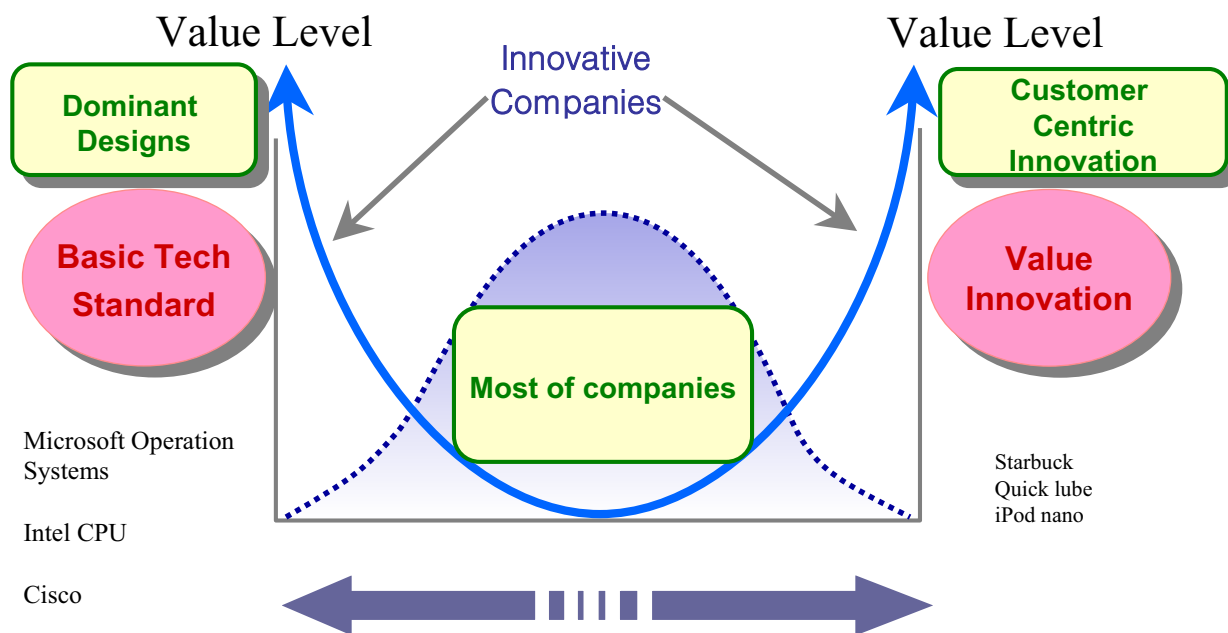 Value Level
Value Level
Innovative
Companies
Dominant
Designs
Customer
Centric
Innovation
Basic Tech
Standard
Value
Innovation
Most of companies
Microsoft Operation
Systems
Intel CPU
Cisco
Starbuck
Quick lube
iPod nano